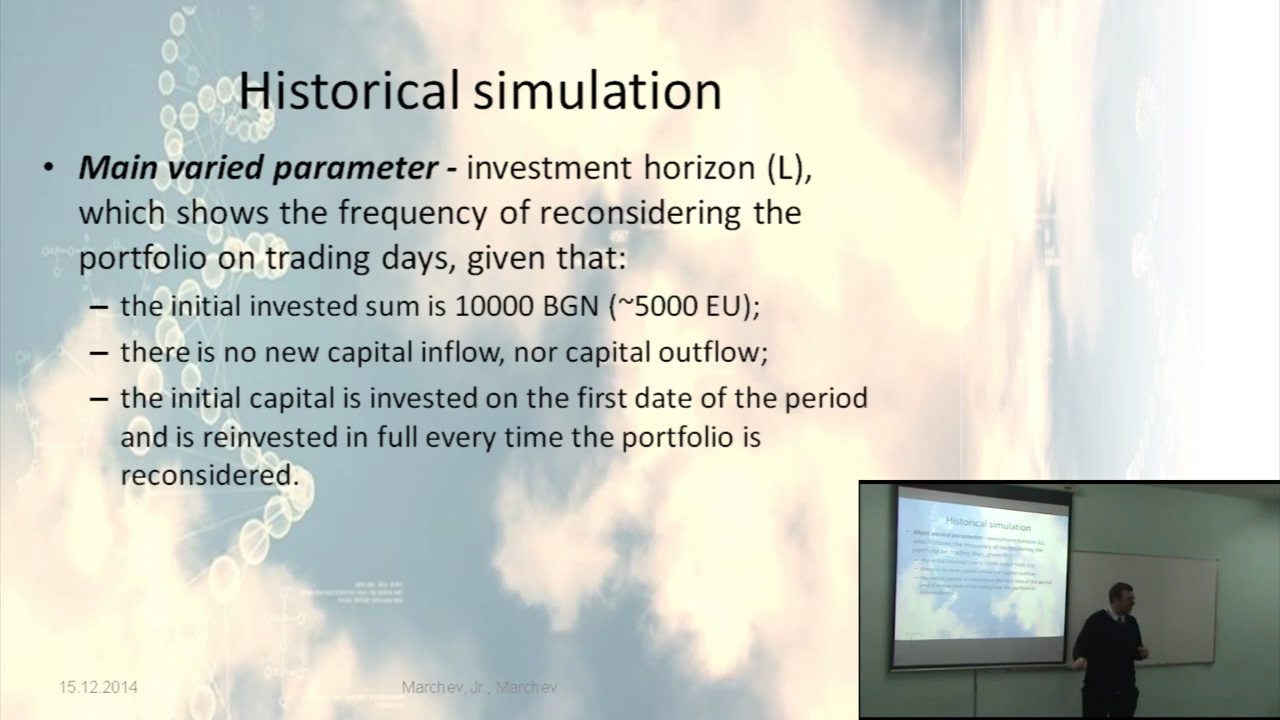 Historical simulation
• Main varied parameter - investment horizon (L),
which shows the frequency of reconsidering the
portfolio on trading days, given that:
– the initial invested sum is 10000 BGN (~5000 EU);
– there is no new capital inflow, nor capital outflow;
– the initial capital is invested on the first date of the period
and is reinvested in full every time the portfolio is
reconsidered.
15.12.2014
Marchev, Jr., Marchev
Historical simulation